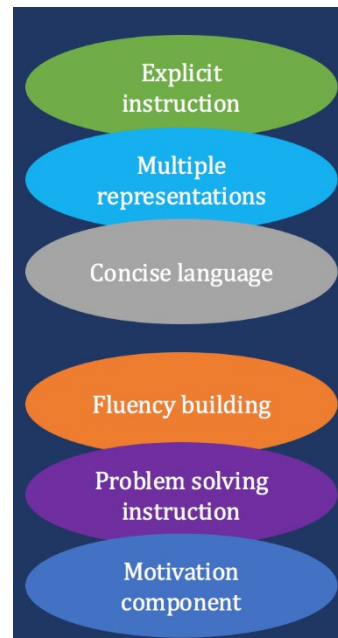 Explicit
instruction
Multiple
representations
Concise language
Fluency building
Problem solving
instruction
Motivation
component